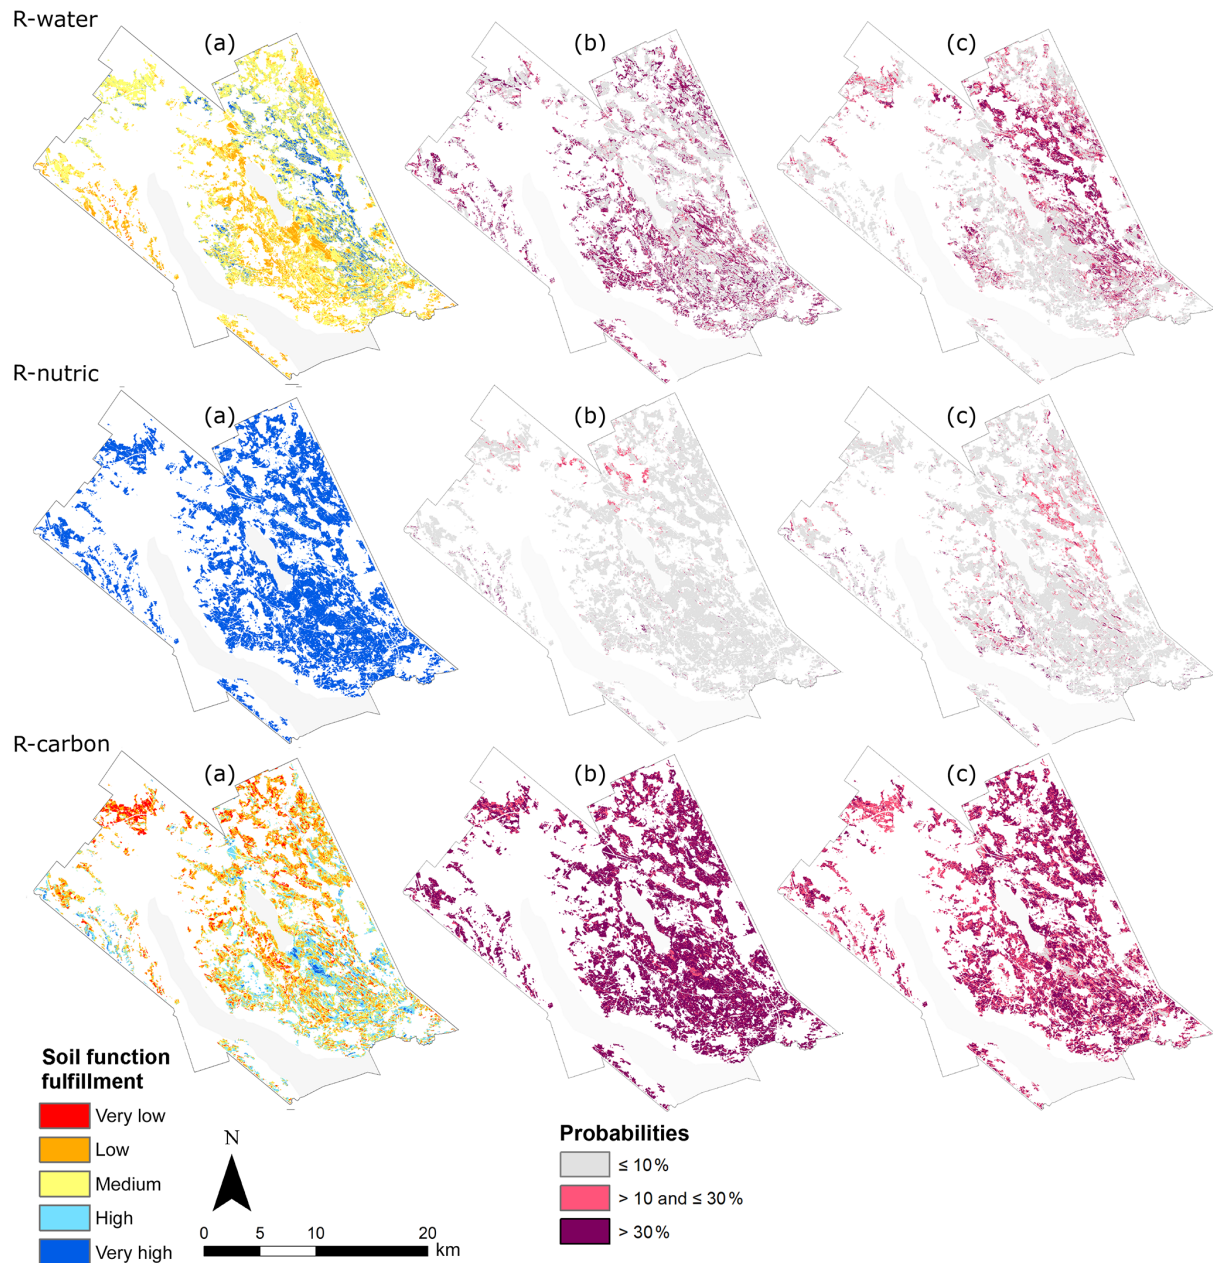 R-water
(a)
(b)
(c)
R-nutric
(a)
(b)
(c)
R-carbon
(a)
(b)
(c)
Soil function
fulfillment
Very low
Low
Medium
High
Very high
N
0 5 10 20
km
Probabilities
≤ 10 %
> 10 and ≤ 30 %
> 30 %